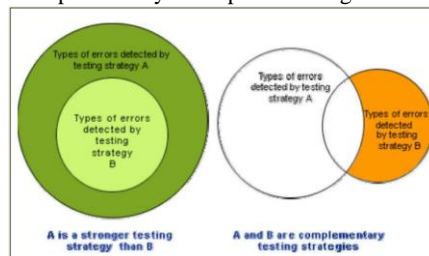 Types of errors detected by
testing strategy A
Types of errors
detected by
testing
strategy
B
Types of errors
detected by testing
strategy A
Types of errors
detected
by testing
strategy B
A is a stronger testing
strategy than B
A and B are complementary
testing strategies